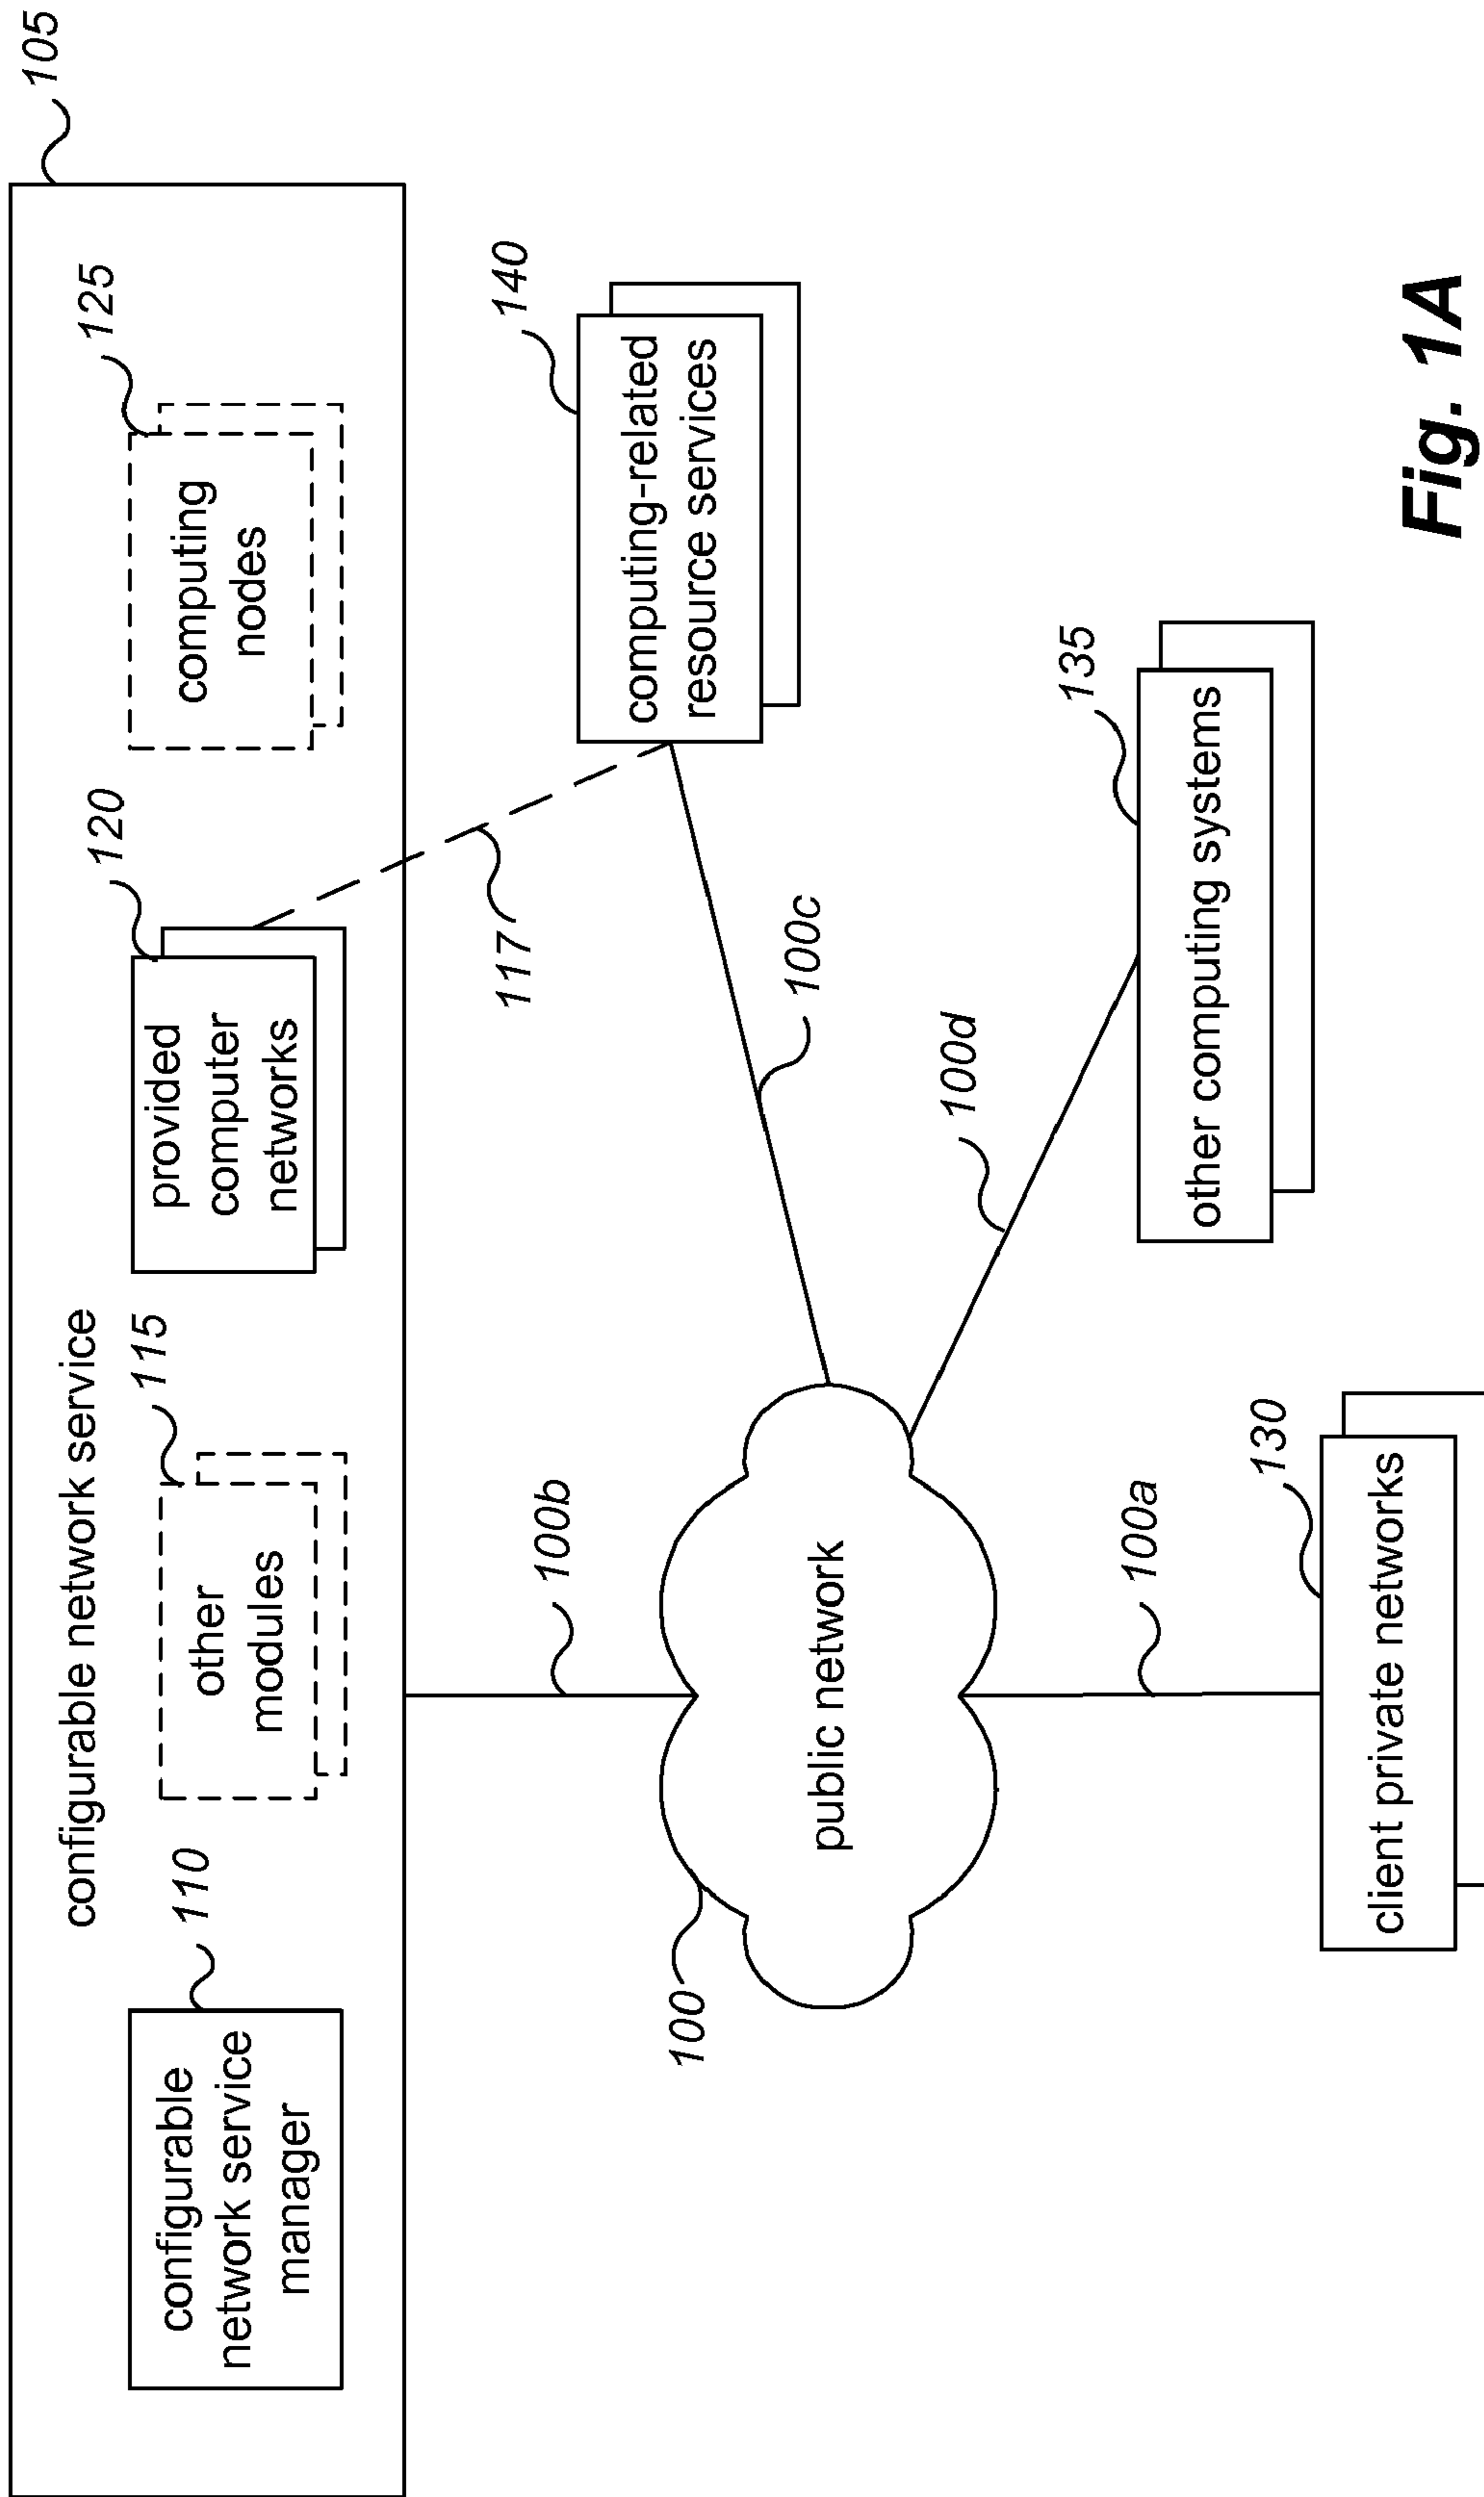 105
configurable network service
110
configurable
network service
manager
115
other
modules
120
provided
computer
networks
125
computing
nodes
117
140
computing-related
resource services
100b
100c
100
public network
100d
135
other computing systems
100a
130
client private networks
Fig. 1A